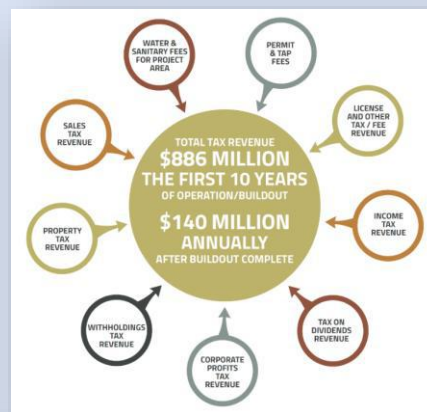 WATER &
SANITARY FEES
FOR PROJECT
AREA
PERMIT
& TAP
FEES
LICENSE
AND OTHER
TAX / FEE
REVENUE
INCOME
TAX
REVENUE
TAX ON
DIVIDENDS
REVENUE
CORPORATE
PROFITS
TAX
REVENUE
WITHHOLDINGS
TAX
REVENUE
PROPERTY
TAX
REVENUE
SALES
TAX
REVENUE
TOTAL TAX REVENUE
$886 MILLION
THE FIRST 10 YEARS
OF OPERATION/BUILDOUT
$140 MILLION
ANNUALLY
AFTER BUILDOUT COMPLETE